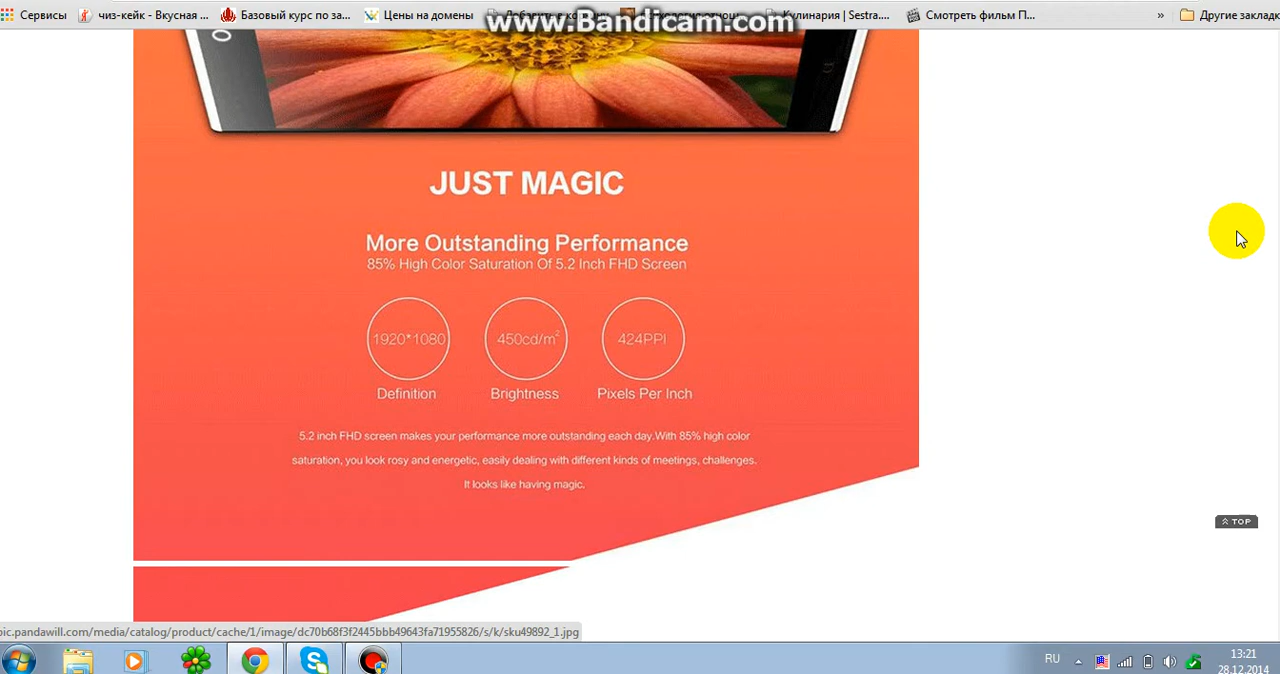 Сервисы
чиз-кейк - Вкусная ...
Базовый курс по за...
Цены на домены
www.Bandicam.com
Кулинария | Sestra....
Смотреть фильм П...
»
Другие закладк
JUST MAGIC
More Outstanding Performance
85% High Color Saturation Of 5.2 Inch FHD Screen
1920*1080
450cd/m²
424PPI
Definition
Brightness
Pixels Per Inch
5.2 inch FHD screen makes your performance more outstanding each day.With 85% high color
saturation, you look rosy and energetic, easily dealing with different kinds of meetings, challenges.
It looks like having magic.
TOP
pic.pandawill.com/media/catalog/product/cache/1/image/dc70b68f3f2445bbb49643fa71955826/s/k/sku49892_1.jpg
RU
13:21
28.12.2014